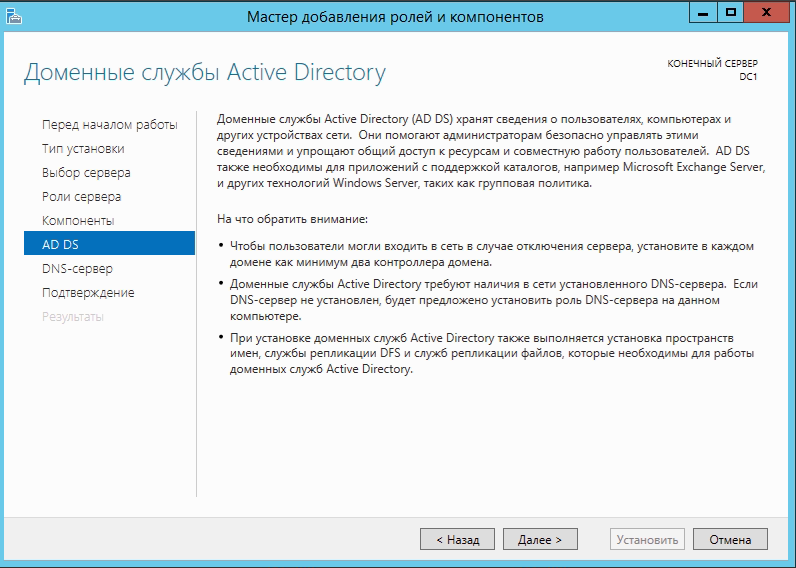 Мастер добавления ролей и компонентов
Доменные службы Active Directory
КОНЕЧНЫЙ СЕРВЕР
DC1
Перед началом работы
Тип установки
Выбор сервера
Роли сервера
Компоненты
AD DS
DNS-сервер
Подтверждение
Результаты
Доменные службы Active Directory (AD DS) хранят сведения о пользователях, компьютерах и
других устройствах сети. Они помогают администраторам безопасно управлять этими
сведениями и упрощают общий доступ к ресурсам и совместную работу пользователей. AD DS
также необходимы для приложений с поддержкой каталогов, например Microsoft Exchange Server,
и других технологий Windows Server, таких как групповая политика.
На что обратить внимание:
• Чтобы пользователи могли входить в сеть в случае отключения сервера, установите в каждом
домене как минимум два контроллера домена.
• Доменные службы Active Directory требуют наличия в сети установленного DNS-сервера. Если
DNS-сервер не установлен, будет предложено установить роль DNS-сервера на данном
компьютере.
• При установке доменных служб Active Directory также выполняется установка пространств
имен, службы репликации DFS и служб репликации файлов, которые необходимы для работы
доменных служб Active Directory.
< Назад
Далее >
Установить
Отмена